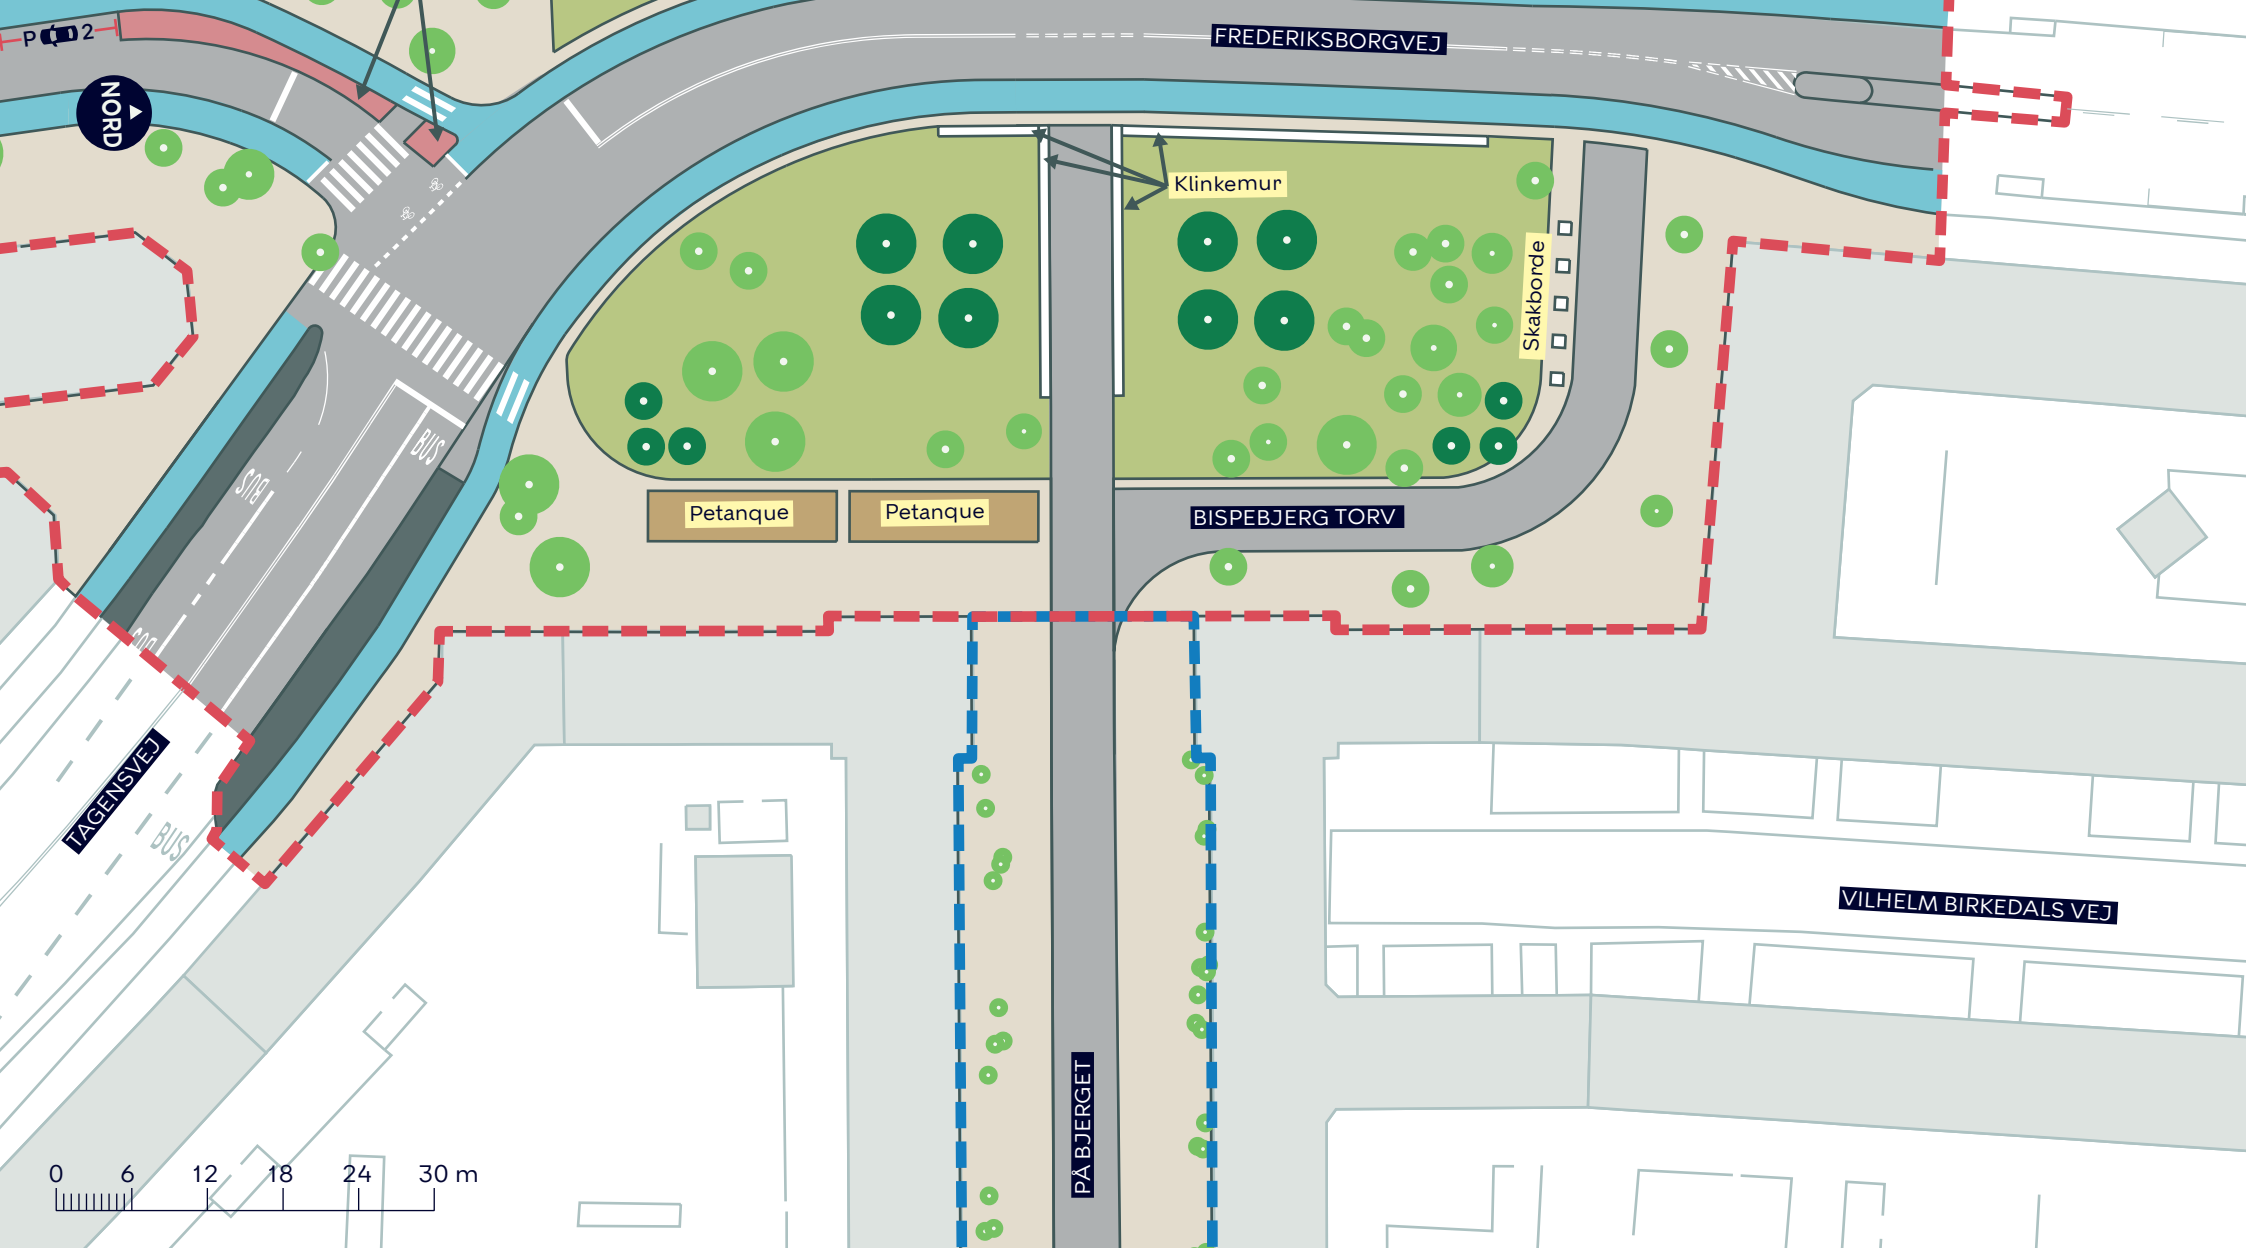 P 2
FREDERIKSBORGVEJ
NORD
Klinkemur
Skakborde
BUS
BUS
Petanque
Petanque
BISPEBJERG TORV
BUS
TAGENSVEJ
BUS
VILHELM BIRKEDALS VEJ
PÅ BJERGET
0 6 12 18 24 30 m